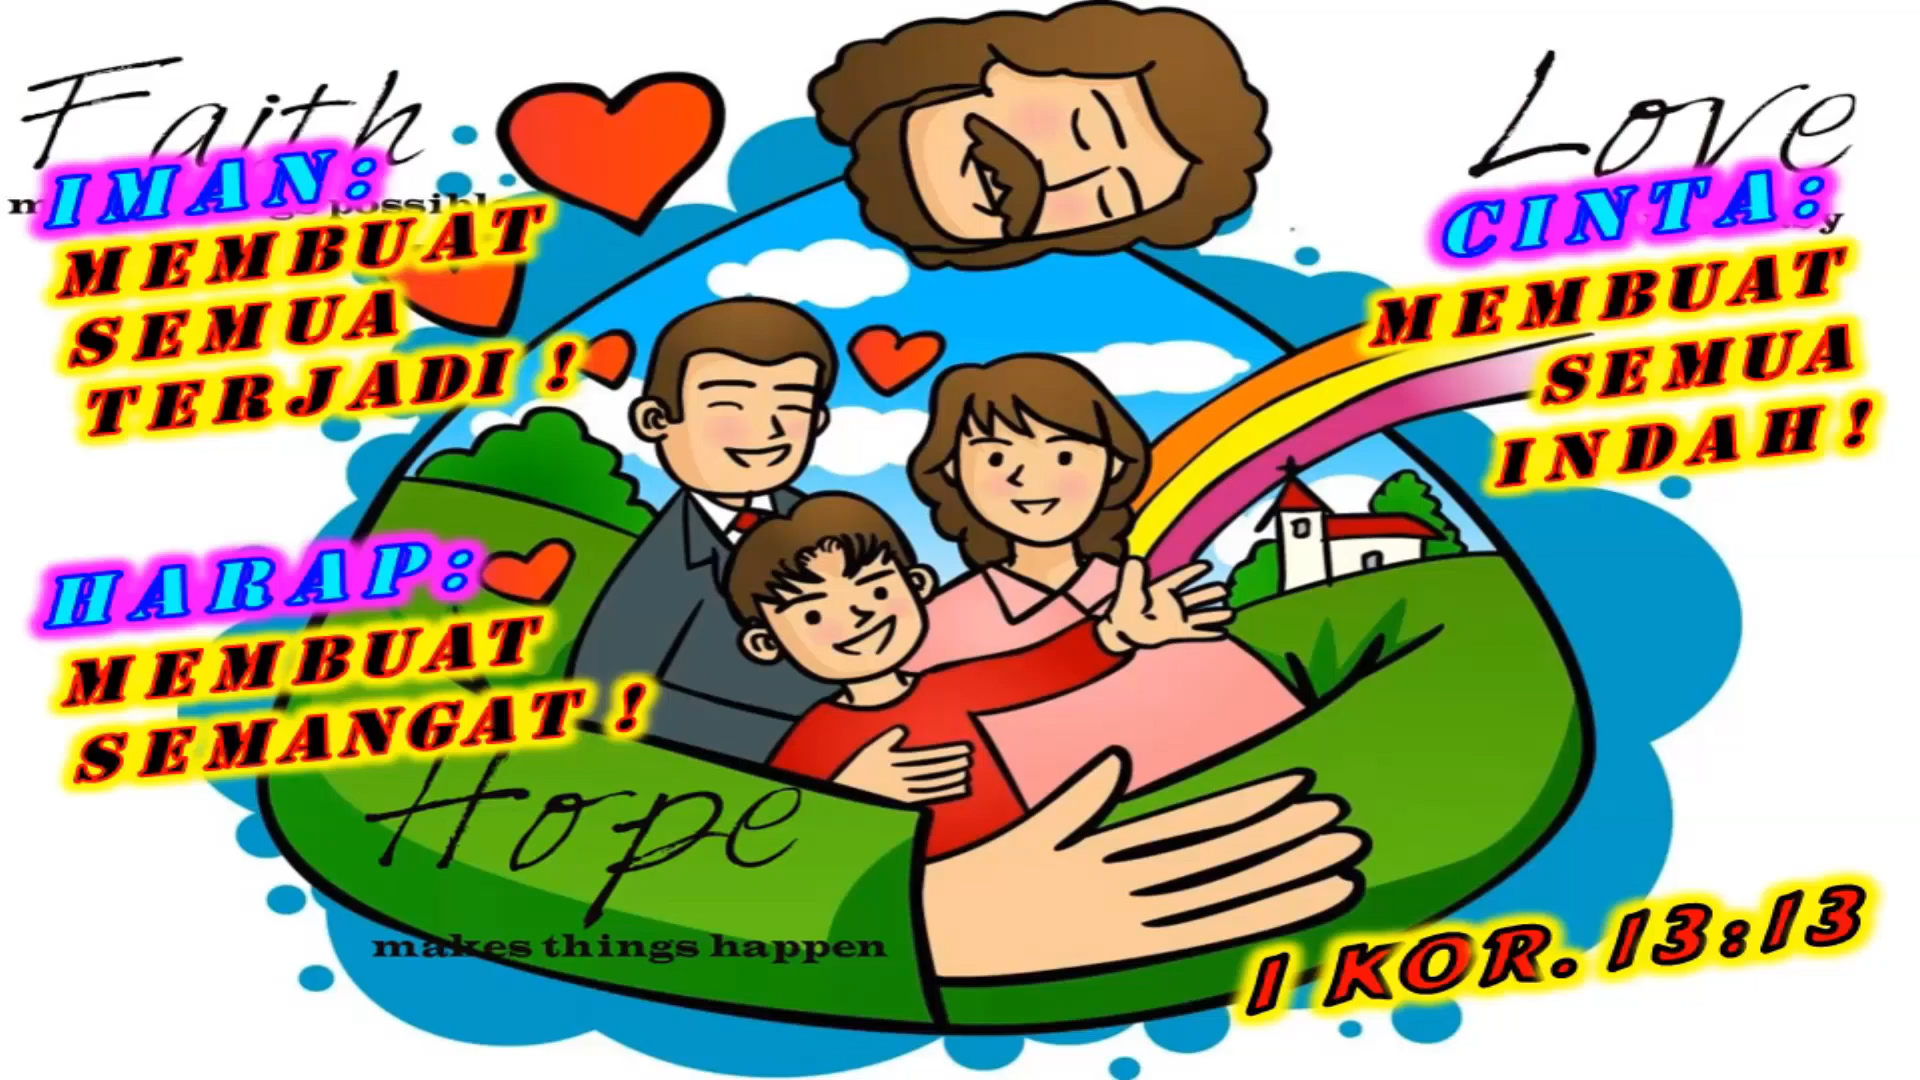 Faith
IMAN:
MEMBUAT
SEMUA
TERJADI !
Love
CINTA:
MEMBUAT
SEMUA
INDAH !
HARAP:
MEMBUAT
SEMANGAT !
Hope
makes things happen
1 KOR. 13:13